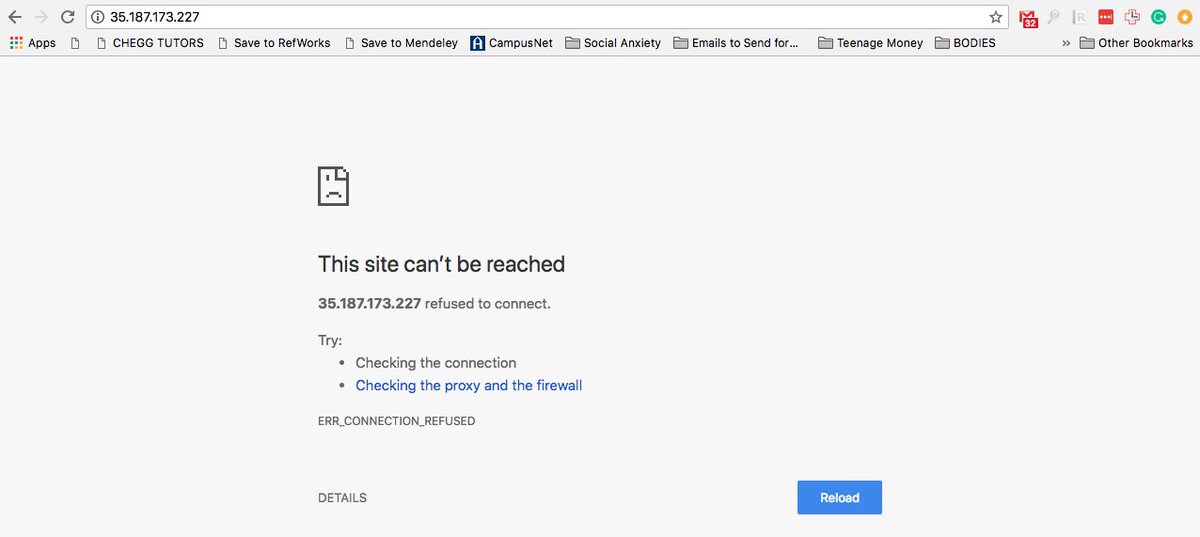 35.187.173.227
32
Apps CHEGG TUTORS Save to RefWorks Save to Mendeley A CampusNet Social Anxiety Emails to Send for... Teenage Money BODIES » Other Bookmarks
This site can’t be reached
35.187.173.227 refused to connect.
Try:
• Checking the connection
• Checking the proxy and the firewall
ERR_CONNECTION_REFUSED
DETAILS Reload